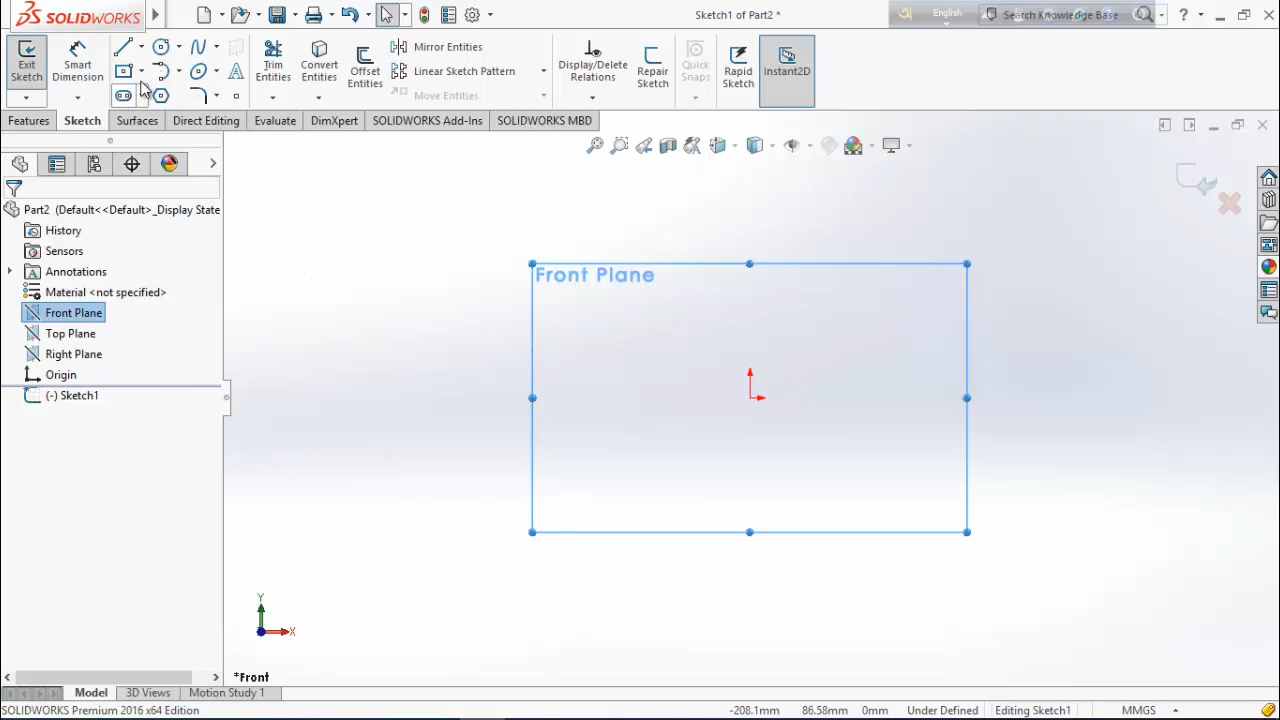 SOLIDWORKS
Sketch1 of Part2 *
English
Search Knowledge Base
?
Exit Sketch
Smart Dimension
Trim Entities
Convert Entities
Offset Entities
Mirror Entities
Linear Sketch Pattern
Move Entities
Display/Delete Relations
Repair Sketch
Quick Snaps
Rapid Sketch
Instant2D
Features
Sketch
Surfaces
Direct Editing
Evaluate
DimXpert
SOLIDWORKS Add-Ins
SOLIDWORKS MBD
Part2 (Default<<Default>_Display State
History
Sensors
Annotations
Material <not specified>
Front Plane
Top Plane
Right Plane
Origin
(-) Sketch1
Front Plane
Y
X
*Front
Model
3D Views
Motion Study 1
SOLIDWORKS Premium 2016 x64 Edition
-208.1mm
86.58mm
0mm
Under Defined
Editing Sketch1
MMGS